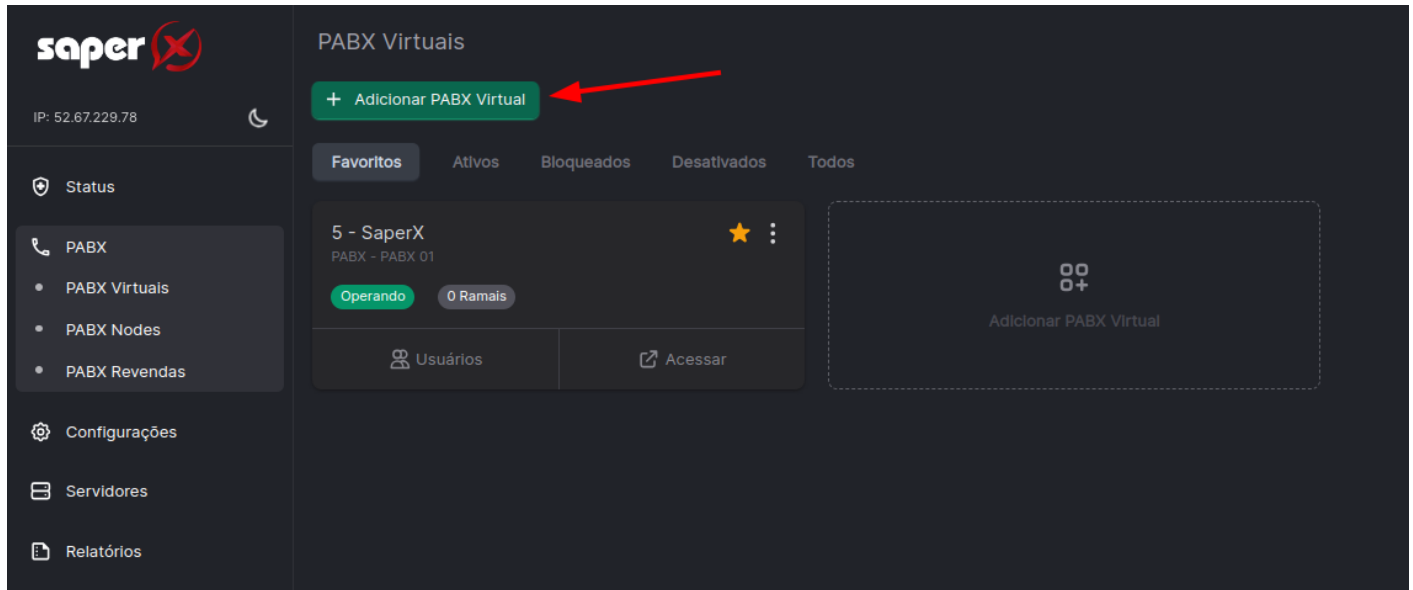 saper X
IP: 52.67.229.78
Status
PABX
PABX Virtuais
PABX Nodes
PABX Revendas
Configurações
Servidores
Relatórios
PABX Virtuais
+ Adicionar PABX Virtual
Favoritos Ativos Bloqueados Desativados Todos
5 - SaperX
PABX - PABX 01
Operando 0 Ramais
Usuários Acessar
Adicionar PABX Virtual